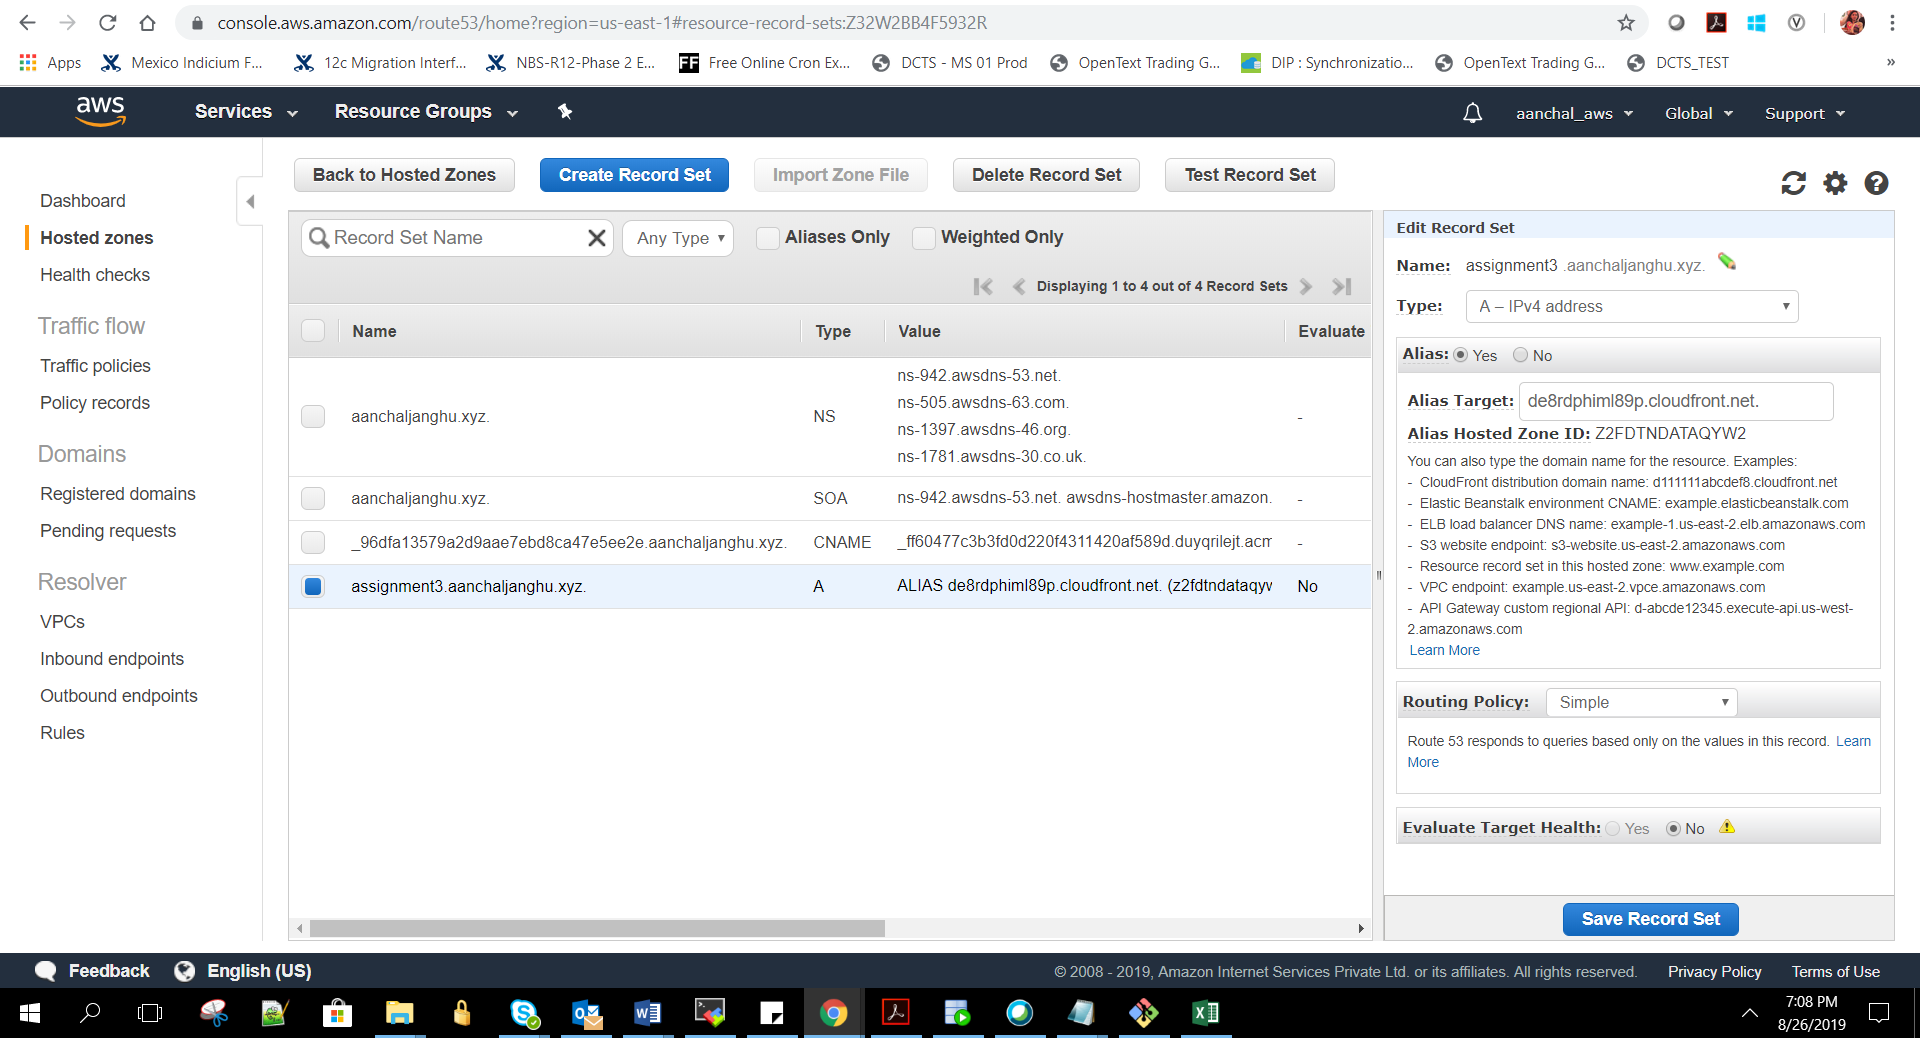 console.aws.amazon.com/route53/home?region=us-east-1#resource-record-sets:Z32W2BB4F5932R
Apps
Mexico Indicium F...
12c Migration Interf...
NBS-R12-Phase 2 E...
FF
Free Online Cron Ex...
DCTS - MS 01 Prod
OpenText Trading G...
DIP : Synchronizatio...
OpenText Trading G...
DCTS_TEST
»
aws
Services
Resource Groups
aanchal_aws
Global
Support
Dashboard
Hosted zones
Health checks
Traffic flow
Traffic policies
Policy records
Domains
Registered domains
Pending requests
Resolver
VPCs
Inbound endpoints
Outbound endpoints
Rules
Back to Hosted Zones
Create Record Set
Import Zone File
Delete Record Set
Test Record Set
Record Set Name
Any Type
Aliases Only
Weighted Only
Displaying 1 to 4 out of 4 Record Sets
Name Type Value Evaluate
aanchaljanghu.xyz. NS
ns-942.awsdns-53.net.
ns-505.awsdns-63.com.
ns-1397.awsdns-46.org.
ns-1781.awsdns-30.co.uk.
-
aanchaljanghu.xyz. SOA ns-942.awsdns-53.net. awsdns-hostmaster.amazon. -
_96dfa13579a2d9aae7ebd8ca47e5ee2e.aanchaljanghu.xyz. CNAME _ff60477c3b3fd0d220f4311420af589d.duyqrilejt.acm -
assignment3.aanchaljanghu.xyz. A ALIAS de8rdphiml89p.cloudfront.net. (z2fdtndataqyw No
Edit Record Set
Name: assignment3 .aanchaljanghu.xyz.
Type: A – IPv4 address
Alias: Yes No
Alias Target: de8rdphiml89p.cloudfront.net.
Alias Hosted Zone ID: Z2FDTNDATAQYW2
You can also type the domain name for the resource. Examples:
- CloudFront distribution domain name: d111111abcdef8.cloudfront.net
- Elastic Beanstalk environment CNAME: example.elasticbeanstalk.com
- ELB load balancer DNS name: example-1.us-east-2.elb.amazonaws.com
- S3 website endpoint: s3-website.us-east-2.amazonaws.com
- Resource record set in this hosted zone: www.example.com
- VPC endpoint: example.us-east-2.vpce.amazonaws.com
- API Gateway custom regional API: d-abcde12345.execute-api.us-west-
2.amazonaws.com
Learn More
Routing Policy: Simple
Route 53 responds to queries based only on the values in this record. Learn
More
Evaluate Target Health: Yes No
Save Record Set
Feedback
English (US)
© 2008 - 2019, Amazon Internet Services Private Ltd. or its affiliates. All rights reserved.
Privacy Policy
Terms of Use
7:08 PM
8/26/2019